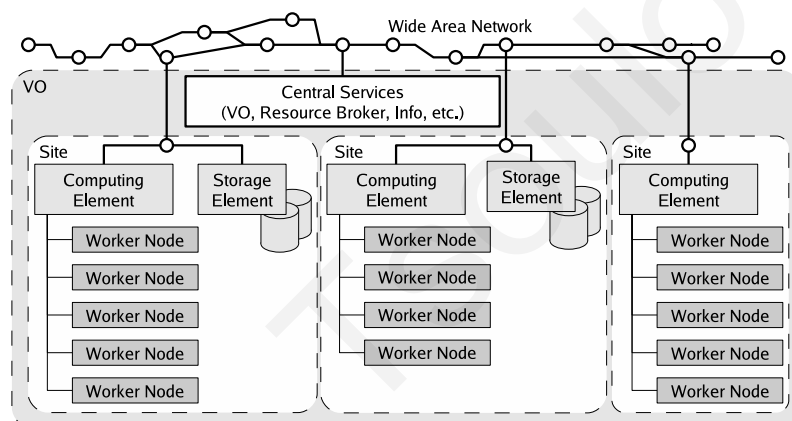 Wide Area Network
VO
Central Services
(VO, Resource Broker, Info, etc.)
Site
Computing
Element
Storage
Element
Worker Node
Worker Node
Worker Node
Worker Node
Worker Node
Site
Computing
Element
Storage
Element
Worker Node
Worker Node
Worker Node
Worker Node
Site
Computing
Element
Worker Node
Worker Node
Worker Node
Worker Node
Worker Node